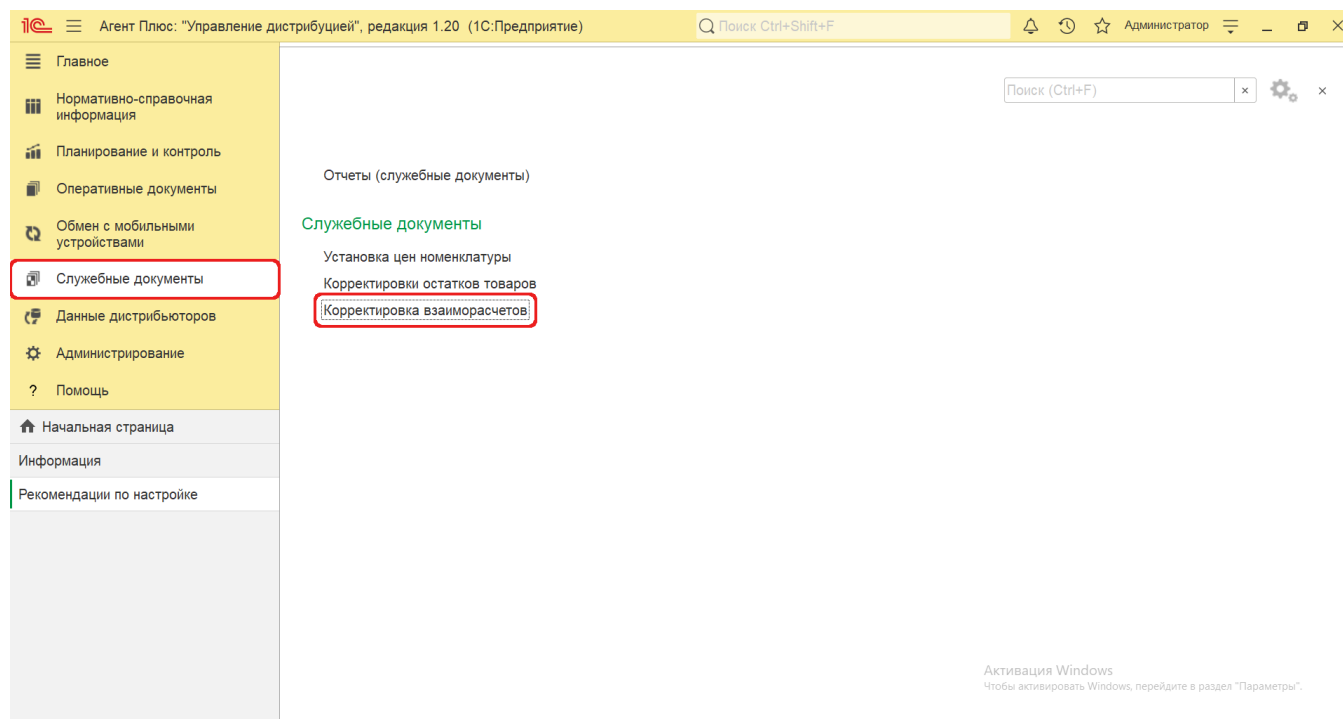 1С Агент Плюс: "Управление дистрибуцией", редакция 1.20 (1С:Предприятие) Поиск Ctrl+Shift+F Администратор
Главное
Нормативно-справочная
информация
Планирование и контроль
Оперативные документы
Обмен с мобильными
устройствами
Служебные документы
Данные дистрибьюторов
Администрирование
? Помощь
Начальная страница
Информация
Рекомендации по настройке
Поиск (Ctrl+F)
Отчеты (служебные документы)
Служебные документы
Установка цен номенклатуры
Корректировки остатков товаров
Корректировка взаиморасчетов
Активация Windows
Чтобы активировать Windows, перейдите в раздел "Параметры".